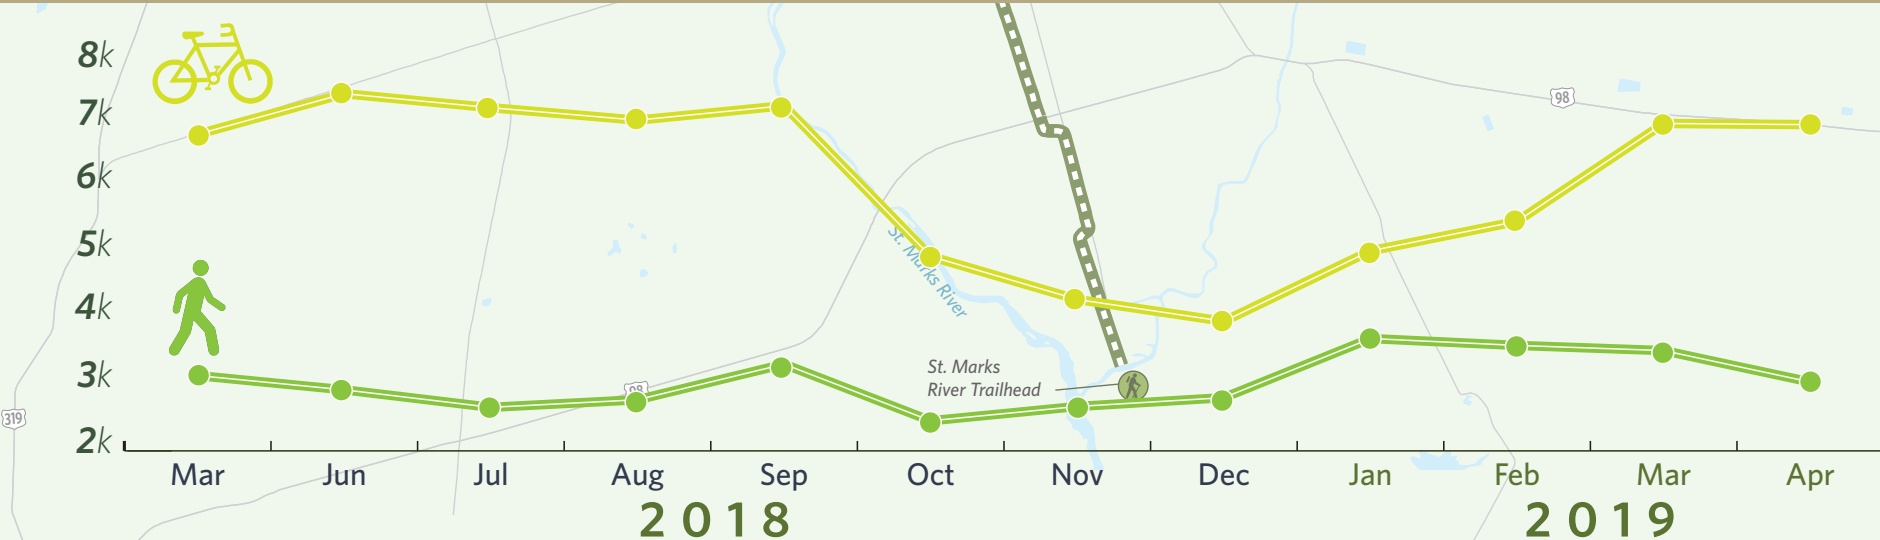 8k
7k
6k
5k
4k
3k
2k
98
St. Marks River
St. Marks
River Trailhead
98
319
Mar Jun Jul Aug Sep Oct Nov Dec Jan Feb Mar Apr
2018 2019